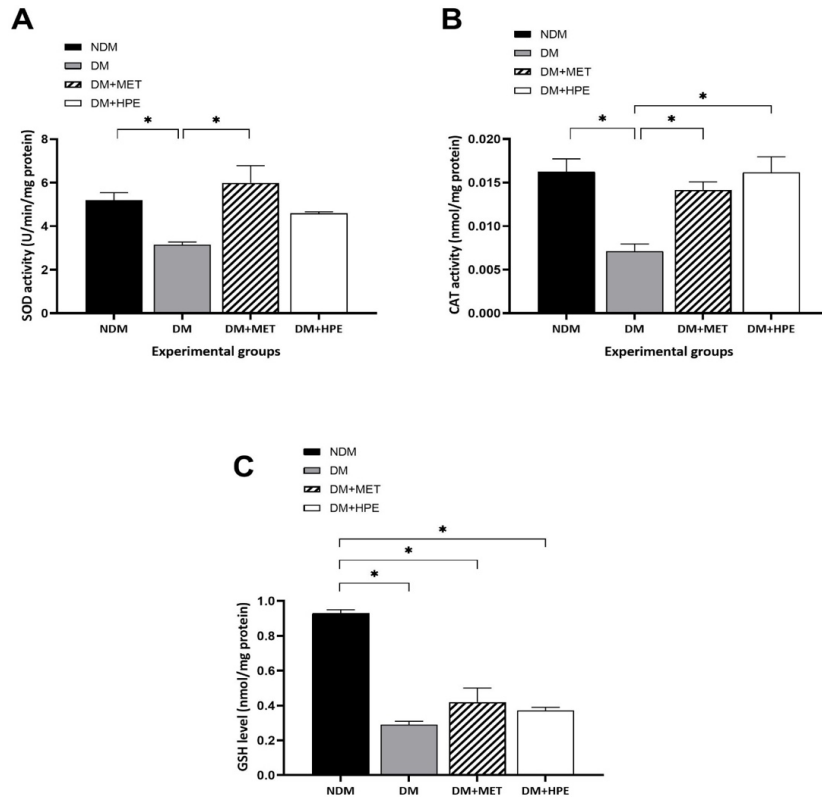 A
NDM
DM
DM+MET
DM+HPE
*
*
SOD activity (U/min/mg protein)
8
6
4
2
0
NDM
DM
DM+MET
DM+HPE
Experimental groups
B
NDM
DM
DM+MET
DM+HPE
*
*
*
CAT activity (nmol/mg protein)
0.020
0.015
0.010
0.005
0.000
NDM
DM
DM+MET
DM+HPE
Experimental groups
C
NDM
DM
DM+MET
DM+HPE
*
*
*
GSH level (nmol/mg protein)
1.0
0.8
0.6
0.4
0.2
0.0
NDM
DM
DM+MET
DM+HPE